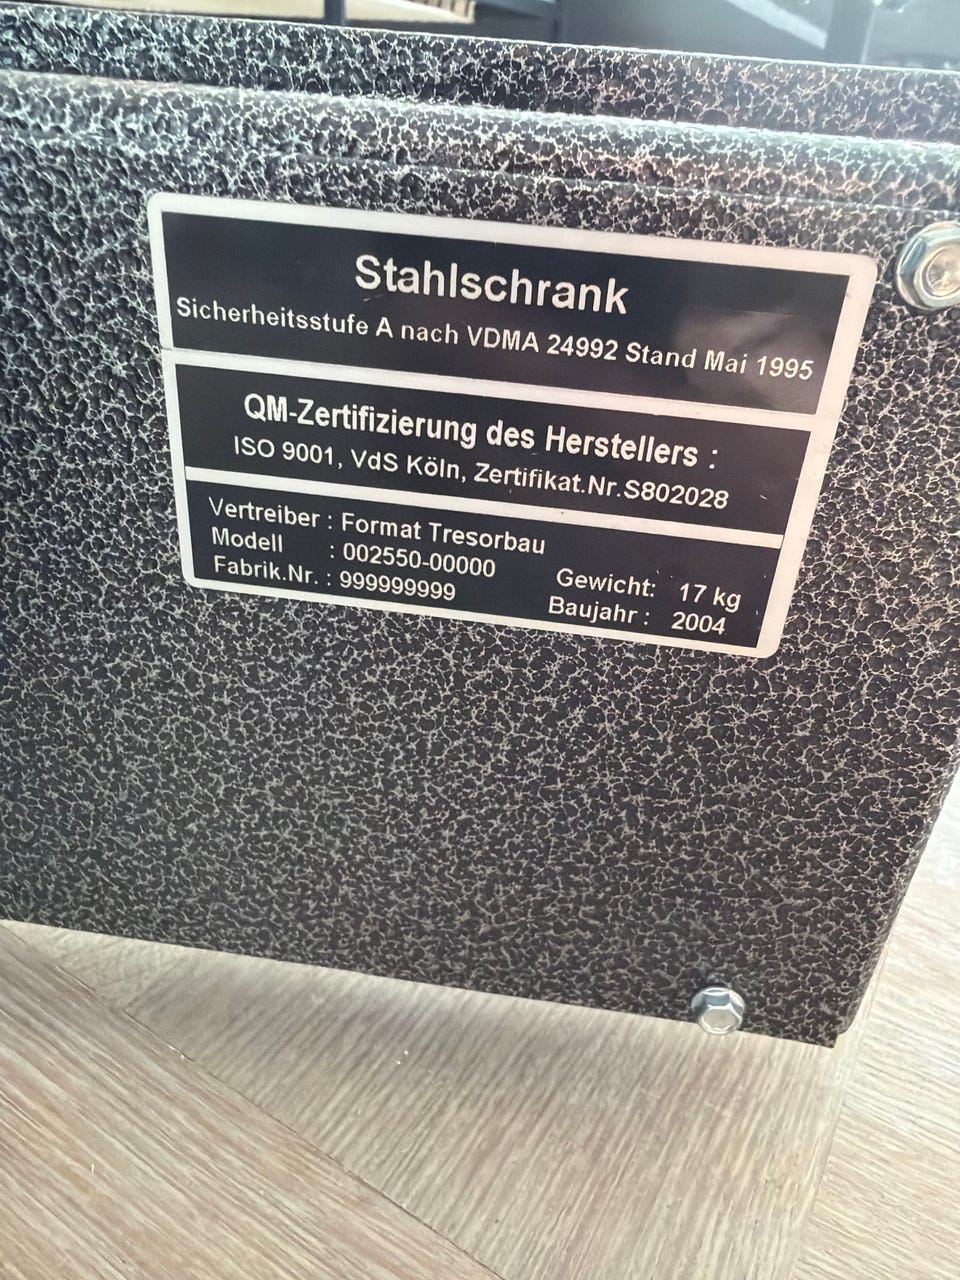 Stahlschrank
Sicherheitsstufe A nach VDMA 24992 Stand Mai 1995
QM-Zertifizierung des Herstellers :
ISO 9001, VdS Köln, Zertifikat.Nr.S802028
Vertreiber : Format Tresorbau
Modell : 002550-00000 Gewicht: 17 kg
Fabrik.Nr. : 999999999 Baujahr : 2004